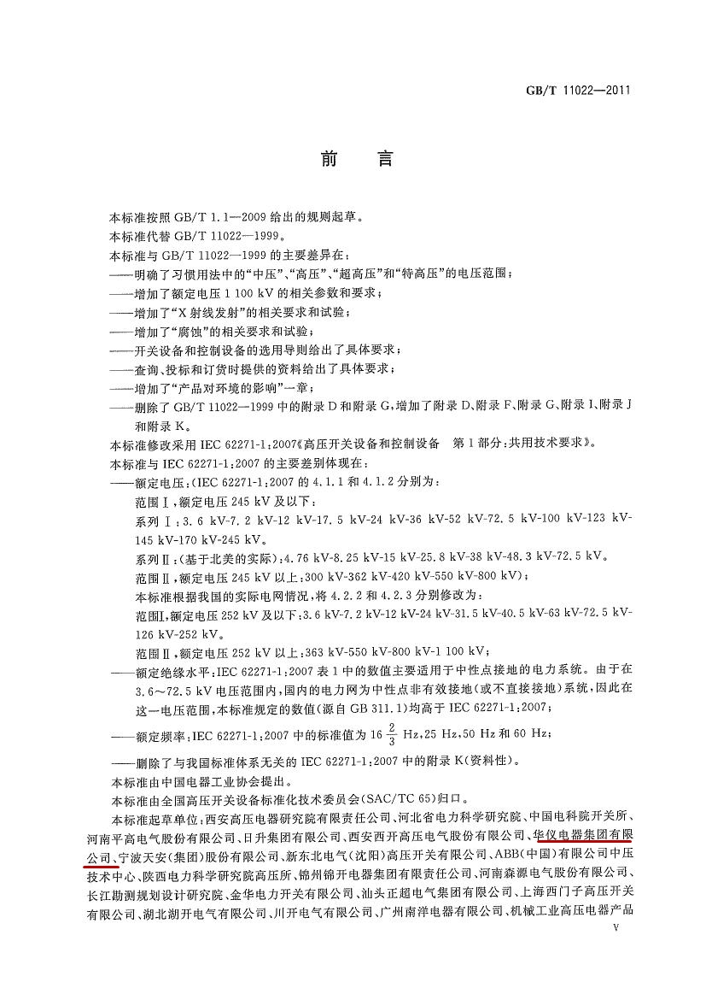 GB/T 11022—2011
前 言
本标准按照 GB/T 1.1—2009 给出的规则起草。
本标准代替 GB/T 11022—1999。
本标准与 GB/T 11022—1999 的主要差异在:
——明确了习惯用法中的“中压”、“高压”、“超高压”和“特高压”的电压范围;
——增加了额定电压 1 100 kV 的相关参数和要求;
——增加了“X 射线发射”的相关要求和试验;
——增加了“腐蚀”的相关要求和试验;
——开关设备和控制设备的选用导则给出了具体要求;
——查询、投标和订货时提供的资料给出了具体要求;
——增加了“产品对环境的影响”一章;
——删除了 GB/T 11022—1999 中的附录 D 和附录 G,增加了附录 D、附录 F、附录 G、附录 I、附录 J
和附录 K。
本标准修改采用 IEC 62271-1:2007《高压开关设备和控制设备 第 1 部分:共用技术要求》。
本标准与 IEC 62271-1:2007 的主要差别体现在:
——额定电压:(IEC 62271-1:2007 的 4.1.1 和 4.1.2 分别为:
范围Ⅰ,额定电压 245 kV 及以下:
系列 Ⅰ:3.6 kV-7.2 kV-12 kV-17.5 kV-24 kV-36 kV-52 kV-72.5 kV-100 kV-123 kV-
145 kV-170 kV-245 kV。
系列Ⅱ:(基于北美的实际):4.76 kV-8.25 kV-15 kV-25.8 kV-38 kV-48.3 kV-72.5 kV。
范围Ⅱ,额定电压 245 kV 以上:300 kV-362 kV-420 kV-550 kV-800 kV);
本标准根据我国的实际电网情况,将 4.2.2 和 4.2.3 分别修改为:
范围Ⅰ,额定电压 252 kV 及以下:3.6 kV-7.2 kV-12 kV-24 kV-31.5 kV-40.5 kV-63 kV-72.5 kV-
126 kV-252 kV。
范围Ⅱ,额定电压 252 kV 以上:363 kV-550 kV-800 kV-1 100 kV;
——额定绝缘水平:IEC 62271-1:2007 表 1 中的数值主要适用于中性点接地的电力系统。由于在
3.6~72.5 kV 电压范围内,国内的电力网为中性点非有效接地(或不直接接地)系统,因此在
这一电压范围,本标准规定的数值(源自 GB 311.1)均高于 IEC 62271-1:2007;
——额定频率:IEC 62271-1:2007 中的标准值为 16 2/3 Hz,25 Hz,50 Hz 和 60 Hz;
——删除了与我国标准体系无关的 IEC 62271-1:2007 中的附录 K(资料性)。
本标准由中国电器工业协会提出。
本标准由全国高压开关设备标准化技术委员会(SAC/TC 65)归口。
本标准起草单位:西安高压电器研究院有限责任公司、河北省电力科学研究院、中国电科院开关所、
河南平高电气股份有限公司、日升集团有限公司、西安西开高压电气股份有限公司、华仪电器集团有限
公司、宁波天安(集团)股份有限公司、新东北电气(沈阳)高压开关有限公司、ABB(中国)有限公司中压
技术中心、陕西电力科学研究院高压所、锦州锦开电器集团有限责任公司、河南森源电气股份有限公司、
长江勘测规划设计研究院、金华电力开关有限公司、汕头正超电气集团有限公司、上海西门子高压开关
有限公司、湖北湖开电气有限公司、川开电气有限公司、广州南洋电器有限公司、机械工业高压电器产品
V